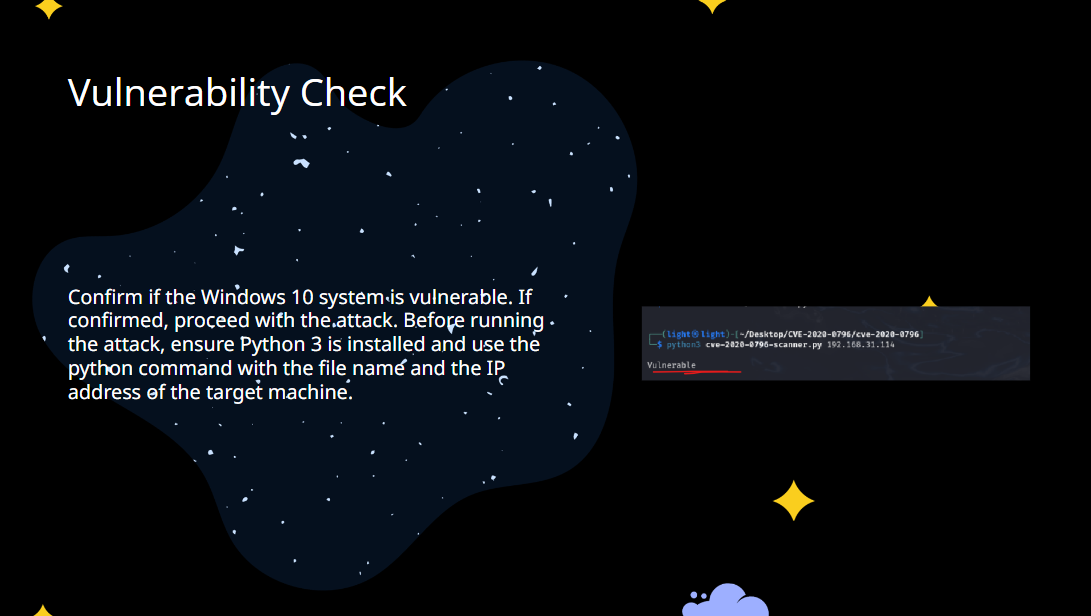 Vulnerability Check
Confirm if the Windows 10 system is vulnerable. If
confirmed, proceed with the attack. Before running
the attack, ensure Python 3 is installed and use the
python command with the file name and the IP
address of the target machine.
(light㉿light)-[~/Desktop/CVE-2020-0796/cve-2020-0796]
$ python3 cve-2020-0796-scanner.py 192.168.31.114
Vulnerable